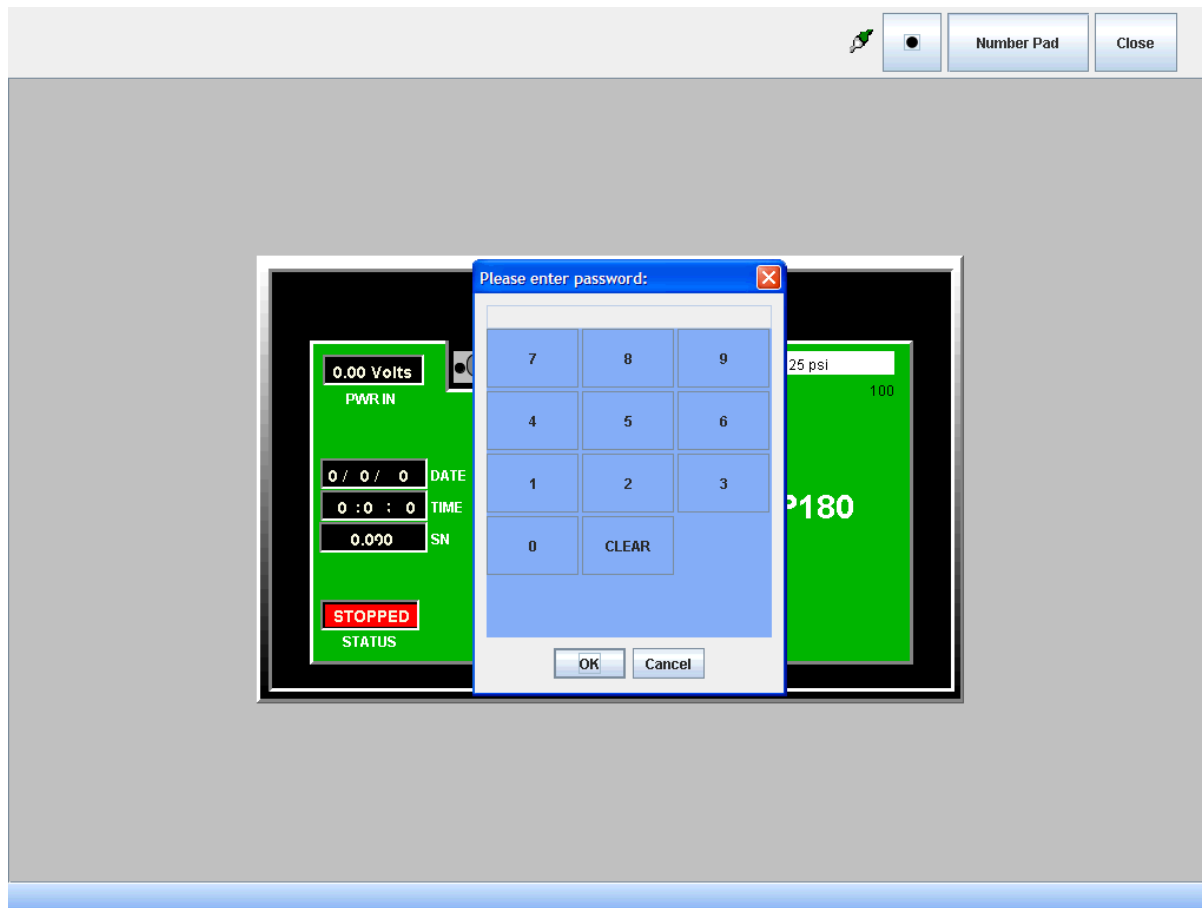 Number Pad Close
Please enter password:
7 8 9
4 5 6
1 2 3
0 CLEAR
OK Cancel
0.00 Volts
PWR IN
0 / 0 / 0 DATE
0 :0 : 0 TIME
0.000 SN
STOPPED
STATUS
25 psi
100
P180